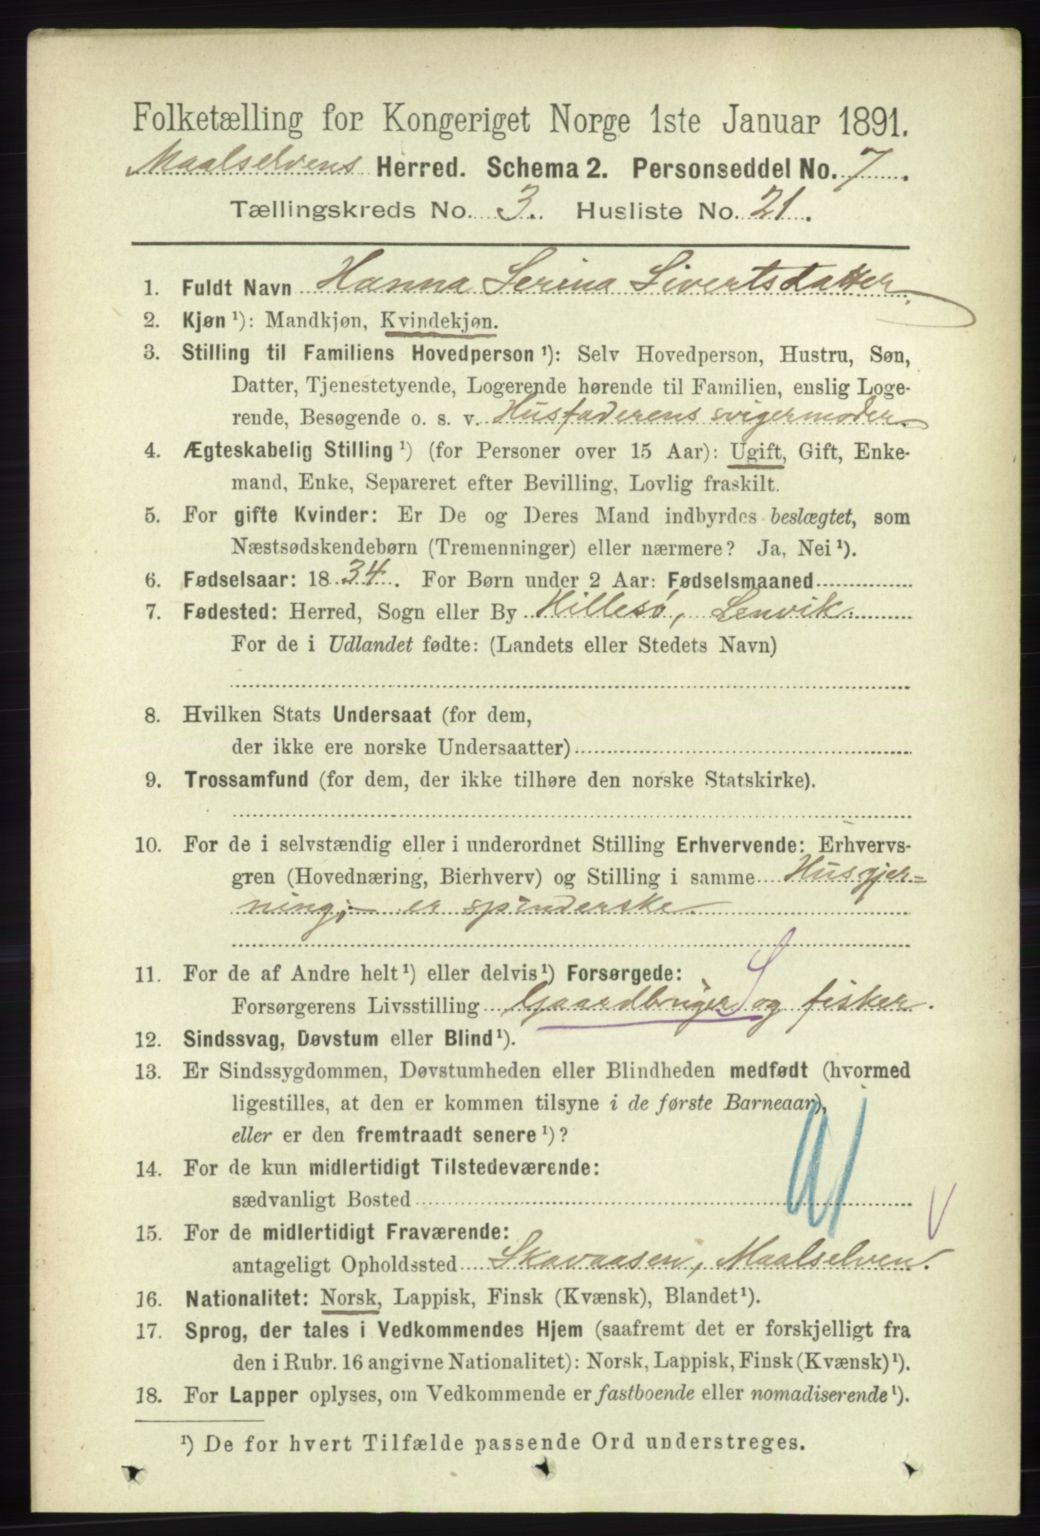 Folketælling for Kongeriget Norge 1ste Januar 1891.
Maalselvens Herred. Schema 2. Personseddel No. 7.
Tællingskreds No. 3. Husliste No. 21.
1. Fuldt Navn Hanna Serina Sivertsdatter.
2. Kjøn ¹): Mandkjøn, Kvindekjøn.
3. Stilling til Familiens Hovedperson ¹): Selv Hovedperson, Hustru, Søn,
Datter, Tjenestetyende, Logerende hørende til Familien, enslig Loge-
rende, Besøgende o. s. v. Husfaderens svigermoder.
4. Ægteskabelig Stilling ¹) (for Personer over 15 Aar): Ugift, Gift, Enke-
mand, Enke, Separeret efter Bevilling, Lovlig fraskilt.
5. For gifte Kvinder: Er De og Deres Mand indbyrdes beslægtet, som
Næstsødskendebørn (Tremenninger) eller nærmere? Ja, Nei ¹).
6. Fødselsaar: 1834. For Børn under 2 Aar: Fødselsmaaned
7. Fødested: Herred, Sogn eller By Hillesø, Lenvik.
For de i Udlandet fødte: (Landets eller Stedets Navn)
8. Hvilken Stats Undersaat (for dem,
der ikke ere norske Undersaatter)
9. Trossamfund (for dem, der ikke tilhøre den norske Statskirke).
10. For de i selvstændig eller i underordnet Stilling Erhvervende: Erhvervs-
gren (Hovednæring, Bierhverv) og Stilling i samme Husgjer=
ning; er spinderske.
11. For de af Andre helt ¹) eller delvis ¹) Forsørgede:
Forsørgerens Livsstilling Gaardbruger og fisker.
12. Sindssvag, Døvstum eller Blind ¹).
13. Er Sindssygdommen, Døvstumheden eller Blindheden medfødt (hvormed
ligestilles, at den er kommen tilsyne i de første Barneaar),
eller er den fremtraadt senere ¹)?
14. For de kun midlertidigt Tilstedeværende:
sædvanligt Bosted
15. For de midlertidigt Fraværende:
antageligt Opholdssted Skavaasen, Maalselven.
16. Nationalitet: Norsk, Lappisk, Finsk (Kvænsk), Blandet ¹).
17. Sprog, der tales i Vedkommendes Hjem (saafremt det er forskjelligt fra
den i Rubr. 16 angivne Nationalitet): Norsk, Lappisk, Finsk (Kvænsk) ¹).
18. For Lapper oplyses, om Vedkommende er fastboende eller nomadiserende ¹).
¹) De for hvert Tilfælde passende Ord understreges.